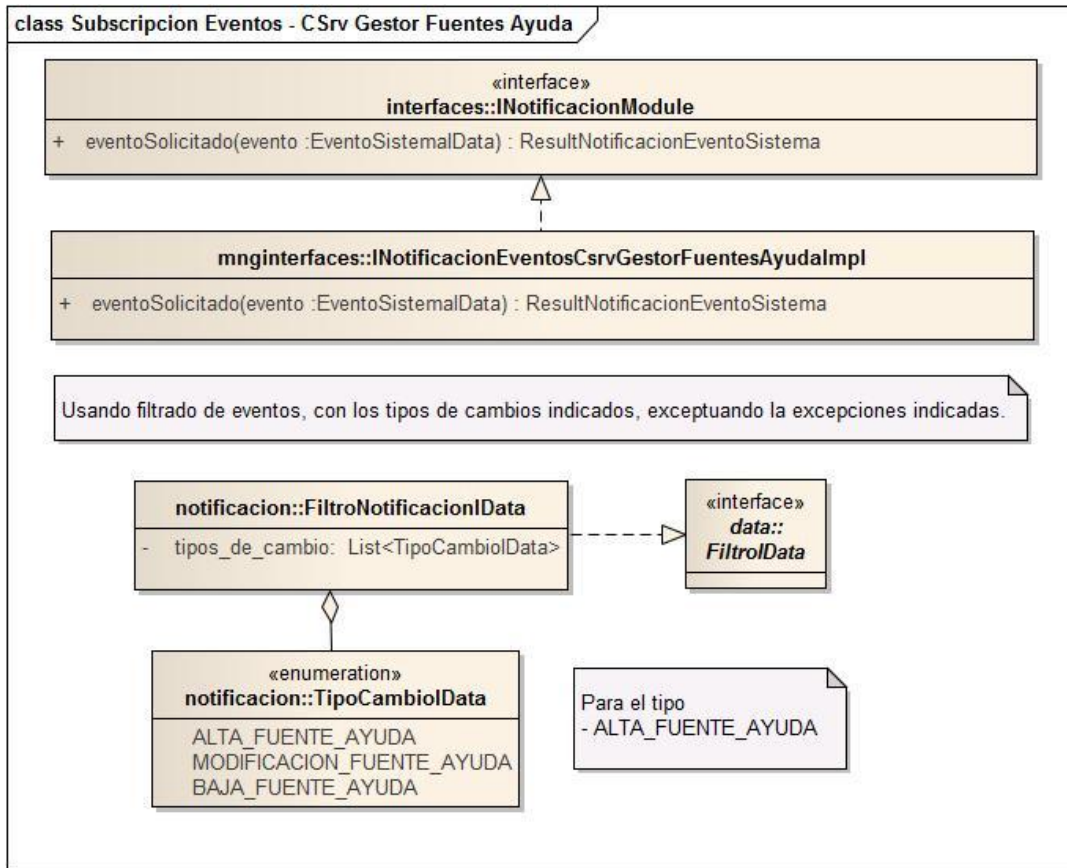 class Subscripcion Eventos - CSrv Gestor Fuentes Ayuda
«interface»
interfaces::INotificacionModule
+ eventoSolicitado(evento :EventoSistemaIData) : ResultNotificacionEventoSistema
mnginterfaces::INotificacionEventosCsrvGestorFuentesAyudaImpl
+ eventoSolicitado(evento :EventoSistemaIData) : ResultNotificacionEventoSistema
Usando filtrado de eventos, con los tipos de cambios indicados, exceptuando la excepciones indicadas.
notificacion::FiltroNotificacionIData
- tipos_de_cambio: List<TipoCambioIData>
«interface»
data::
FiltroIData
«enumeration»
notificacion::TipoCambioIData
ALTA_FUENTE_AYUDA
MODIFICACION_FUENTE_AYUDA
BAJA_FUENTE_AYUDA
Para el tipo
- ALTA_FUENTE_AYUDA